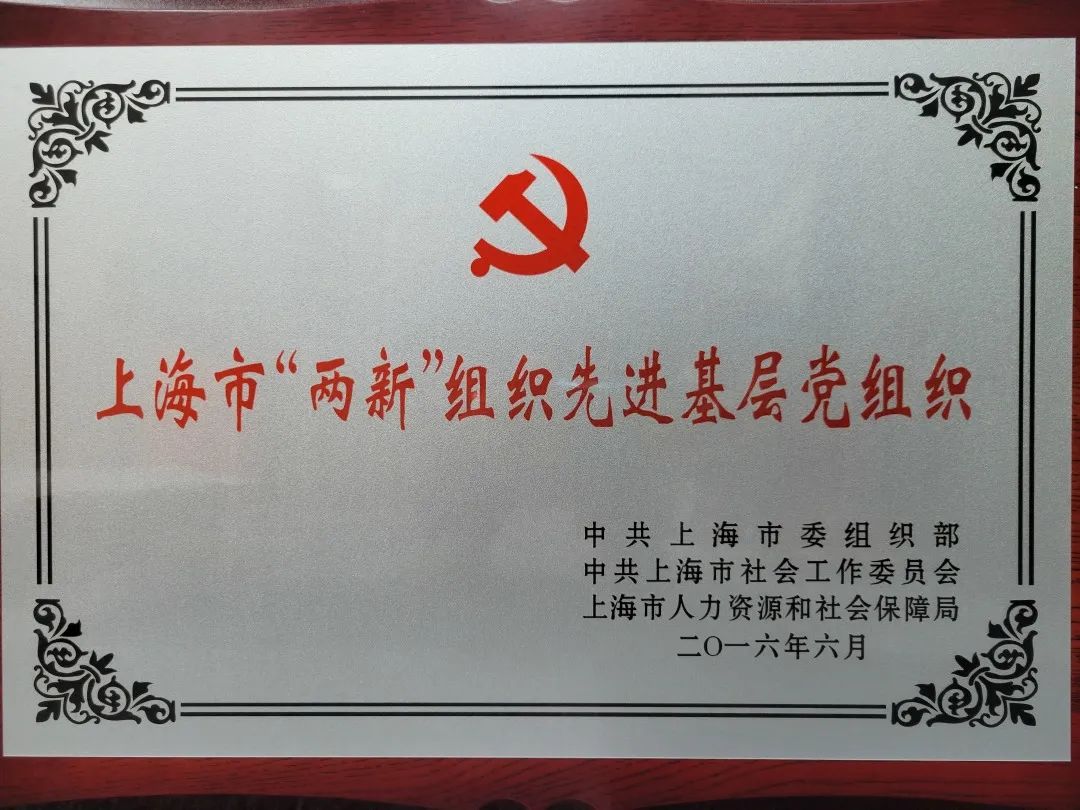 上海市“两新”组织先进基层党组织
中共上海市委组织部
中共上海市社会工作委员会
上海市人力资源和社会保障局
二〇一六年六月